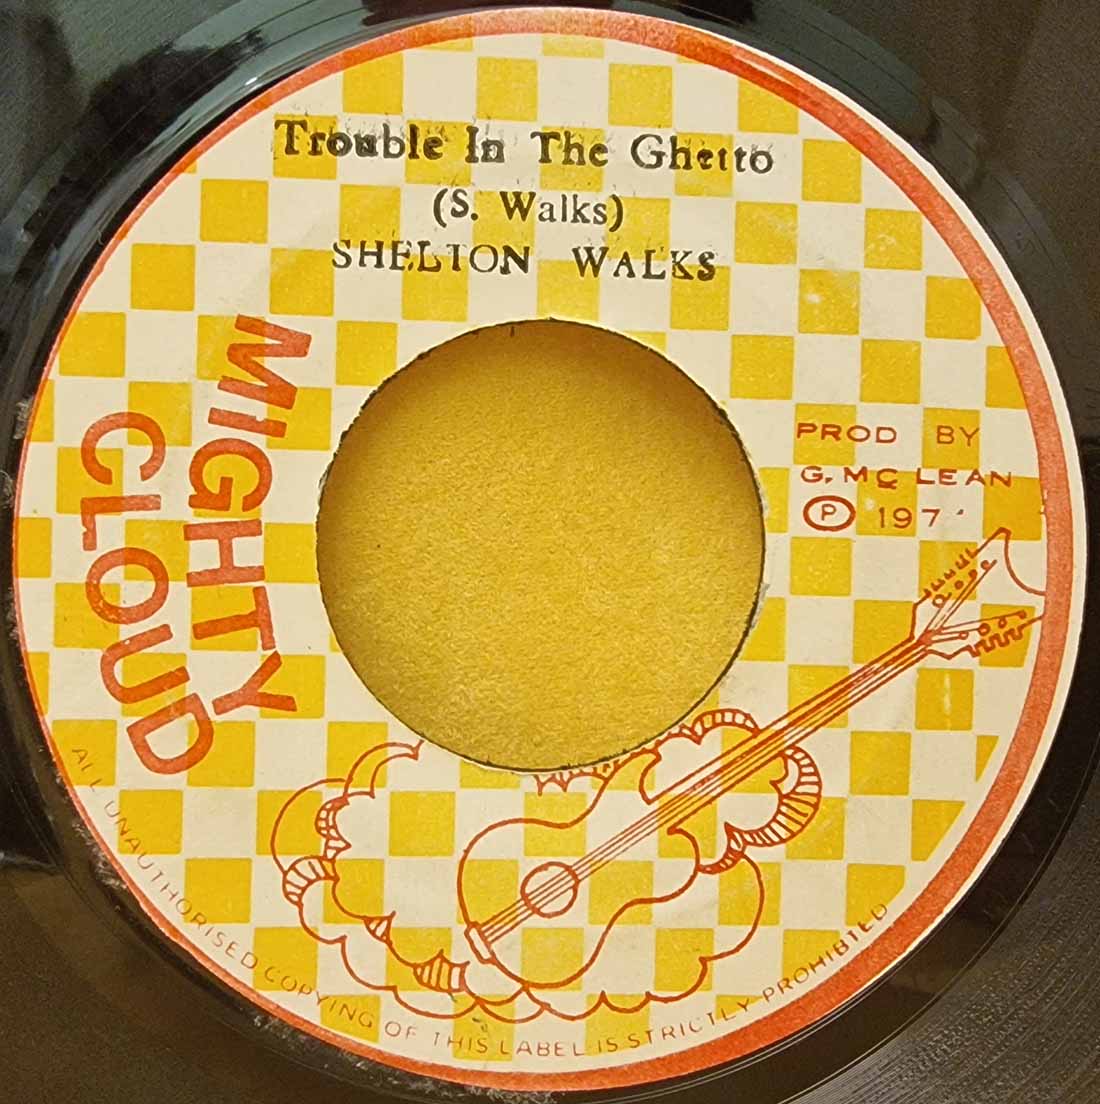 Trouble In The Ghetto
(S. Walks)
SHELTON WALKS
MIGHTY
CLOUD
PROD BY
G. MC LEAN
Ⓟ 197
ALL UNAUTHORISED COPYING OF THIS LABEL IS STRICTLY PROHIBITED